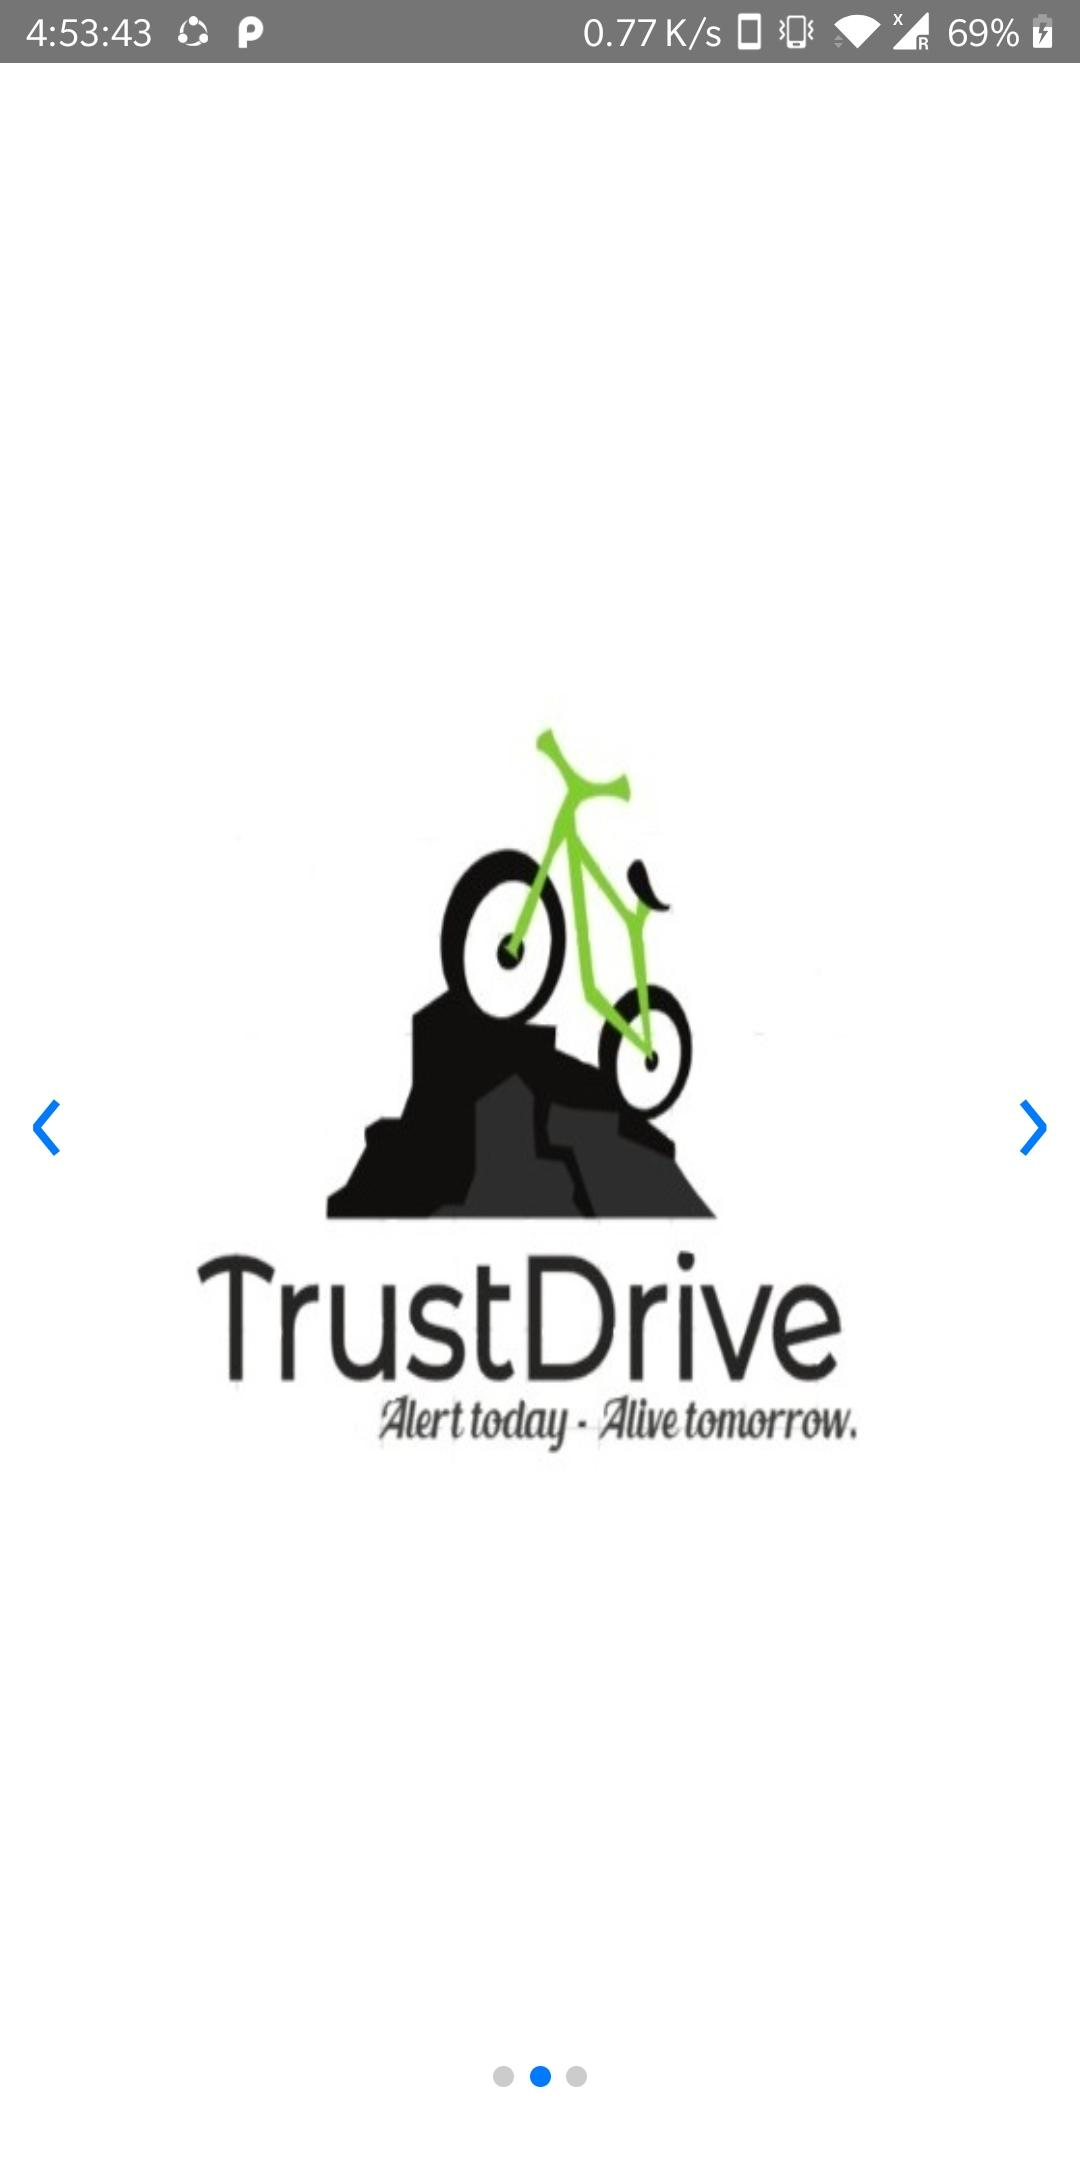 4:53:43 0.77 K/s X R 69%
TrustDrive
Alert today - Alive tomorrow.